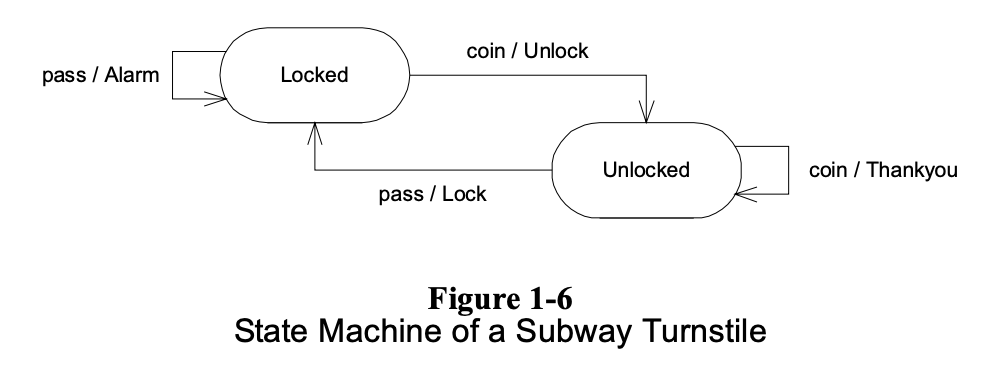 Locked
coin / Unlock
pass / Alarm
Unlocked
coin / Thankyou
pass / Lock
Figure 1-6
State Machine of a Subway Turnstile